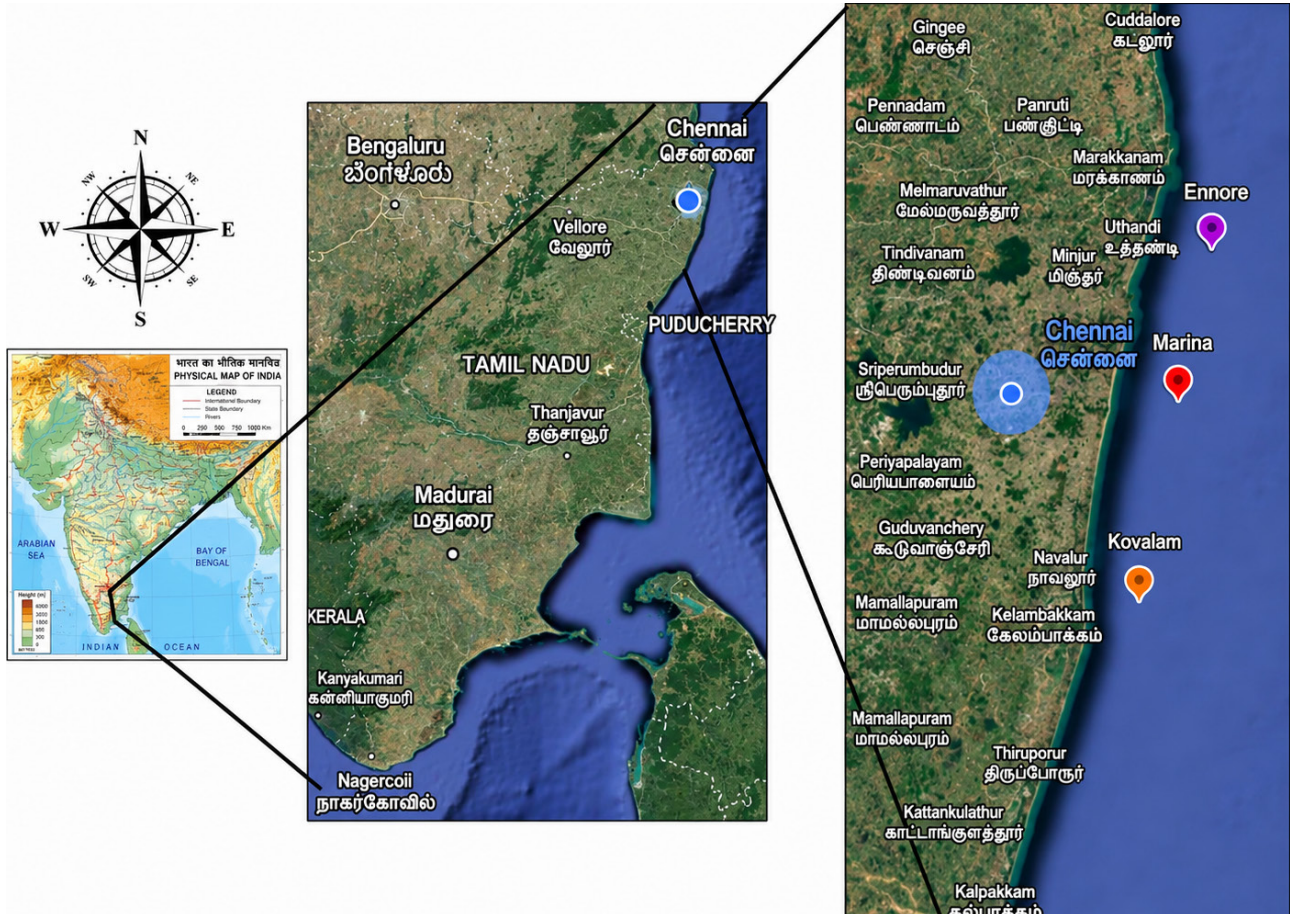 N
NW
NE
W
E
SW
SE
S
भारत का भौतिक मानचित्र
PHYSICAL MAP OF INDIA
LEGEND
International Boundary
State Boundary
Rivers
0 250 500 750 1000 Km
ARABIAN
SEA
BAY OF
BENGAL
Height (m)
INDIAN OCEAN
Bengaluru
Chennai
சென்னை
Vellore
வேலூர்
PUDUCHERRY
TAMIL NADU
Thanjavur
தஞ்சாவூர்
Madurai
மதுரை
KERALA
Kanyakumari
கன்னியாகுமரி
Nagercoil
நாகர்கோவில்
Gingee
செஞ்சி
Cuddalore
கடலூர்
Pennadam
பெண்ணாடம்
Panruti
Marakkanam
மரக்காணம்
Ennore
Melmaruvathur
மேல்மருவத்தூர்
Uthandi
உத்தண்டி
Tindivanam
திண்டிவனம்
Minjur
Chennai
சென்னை
Marina
Sriperumbudur
ஸ்ரீபெரும்புதூர்
Periyapalayam
பெரியபாளையம்
Guduvanchery
கூடுவாஞ்சேரி
Kovalam
Navalur
நாவலூர்
Mamallapuram
மாமல்லபுரம்
Kelambakkam
கேலம்பாக்கம்
Mamallapuram
மாமல்லபுரம்
Thiruporur
திருப்போரூர்
Kattankulathur
காட்டாங்குளத்தூர்
Kalpakkam